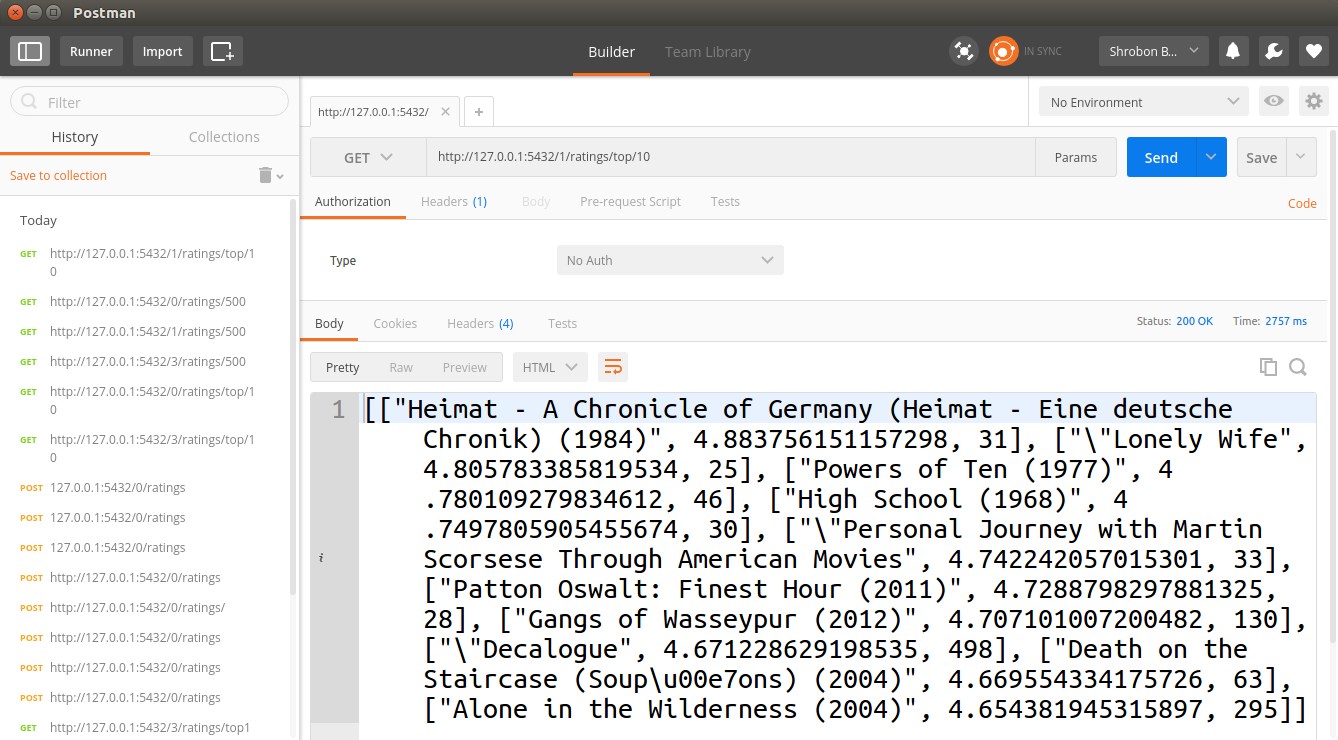 Postman
Runner
Import
Builder
Team Library
IN SYNC
Shrobon B...
Filter
History
Collections
Save to collection
Today
GET http://127.0.0.1:5432/1/ratings/top/1
0
GET http://127.0.0.1:5432/0/ratings/500
GET http://127.0.0.1:5432/1/ratings/500
GET http://127.0.0.1:5432/3/ratings/500
GET http://127.0.0.1:5432/0/ratings/top/1
0
GET http://127.0.0.1:5432/3/ratings/top/1
0
POST 127.0.0.1:5432/0/ratings
POST 127.0.0.1:5432/0/ratings
POST 127.0.0.1:5432/0/ratings
POST http://127.0.0.1:5432/0/ratings
POST http://127.0.0.1:5432/0/ratings/
POST http://127.0.0.1:5432/0/ratings
POST http://127.0.0.1:5432/0/ratings
POST http://127.0.0.1:5432/0/ratings
GET http://127.0.0.1:5432/3/ratings/top1
http://127.0.0.1:5432/
No Environment
GET
http://127.0.0.1:5432/1/ratings/top/10
Params
Send
Save
Authorization
Headers (1)
Body
Pre-request Script
Tests
Code
Type
No Auth
Body
Cookies
Headers (4)
Tests
Status: 200 OK
Time: 2757 ms
Pretty
Raw
Preview
HTML
i
1 [["Heimat - A Chronicle of Germany (Heimat - Eine deutsche
Chronik) (1984)", 4.883756151157298, 31], ["\"Lonely Wife",
4.805783385819534, 25], ["Powers of Ten (1977)", 4
.780109279834612, 46], ["High School (1968)", 4
.7497805905455674, 30], ["\"Personal Journey with Martin
Scorsese Through American Movies", 4.742242057015301, 33],
["Patton Oswalt: Finest Hour (2011)", 4.7288798297881325,
28], ["Gangs of Wasseypur (2012)", 4.707101007200482, 130],
["\"Decalogue", 4.671228629198535, 498], ["Death on the
Staircase (Soup\u00e7ons) (2004)", 4.669554334175726, 63],
["Alone in the Wilderness (2004)", 4.654381945315897, 295]]